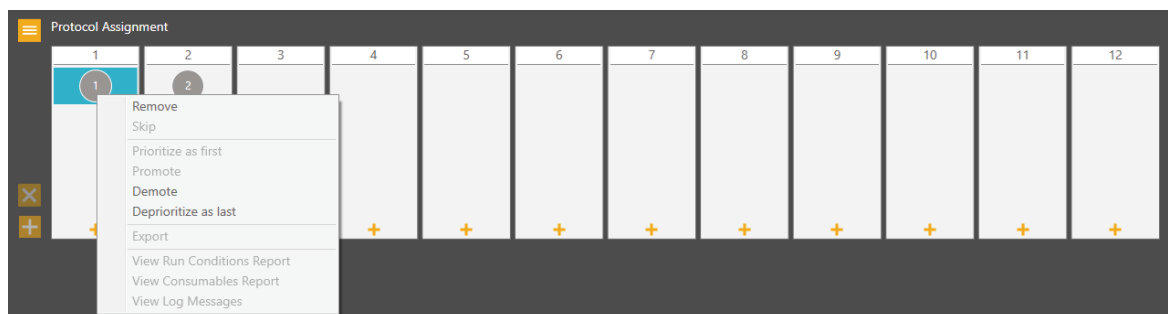 Protocol Assignment
1 2 3 4 5 6 7 8 9 10 11 12
1 2
Remove
Skip
Prioritize as first
Promote
Demote
Deprioritize as last
Export
View Run Conditions Report
View Consumables Report
View Log Messages